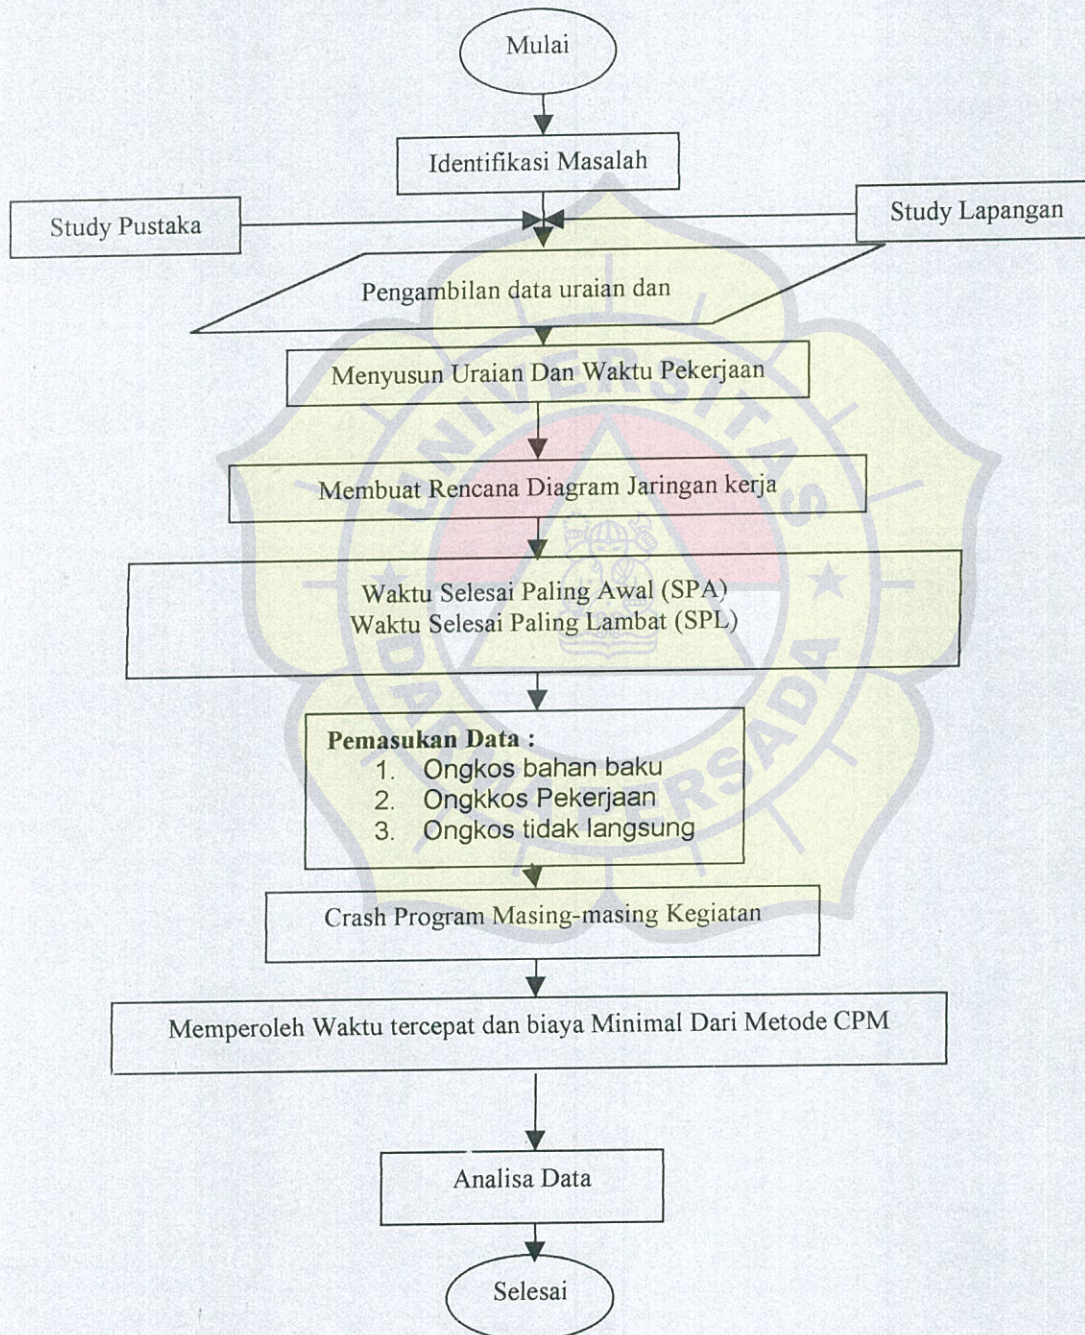 Mulai
Identifikasi Masalah
Study Pustaka
Study Lapangan
Pengambilan data uraian dan
Menyusun Uraian Dan Waktu Pekerjaan
Membuat Rencana Diagram Jaringan kerja
Waktu Selesai Paling Awal (SPA)
Waktu Selesai Paling Lambat (SPL)
Pemasukan Data :
1. Ongkos bahan baku
2. Ongkkos Pekerjaan
3. Ongkos tidak langsung
Crash Program Masing-masing Kegiatan
Memperoleh Waktu tercepat dan biaya Minimal Dari Metode CPM
Analisa Data
Selesai
UNIVERSITAS
DARMA PERSADA